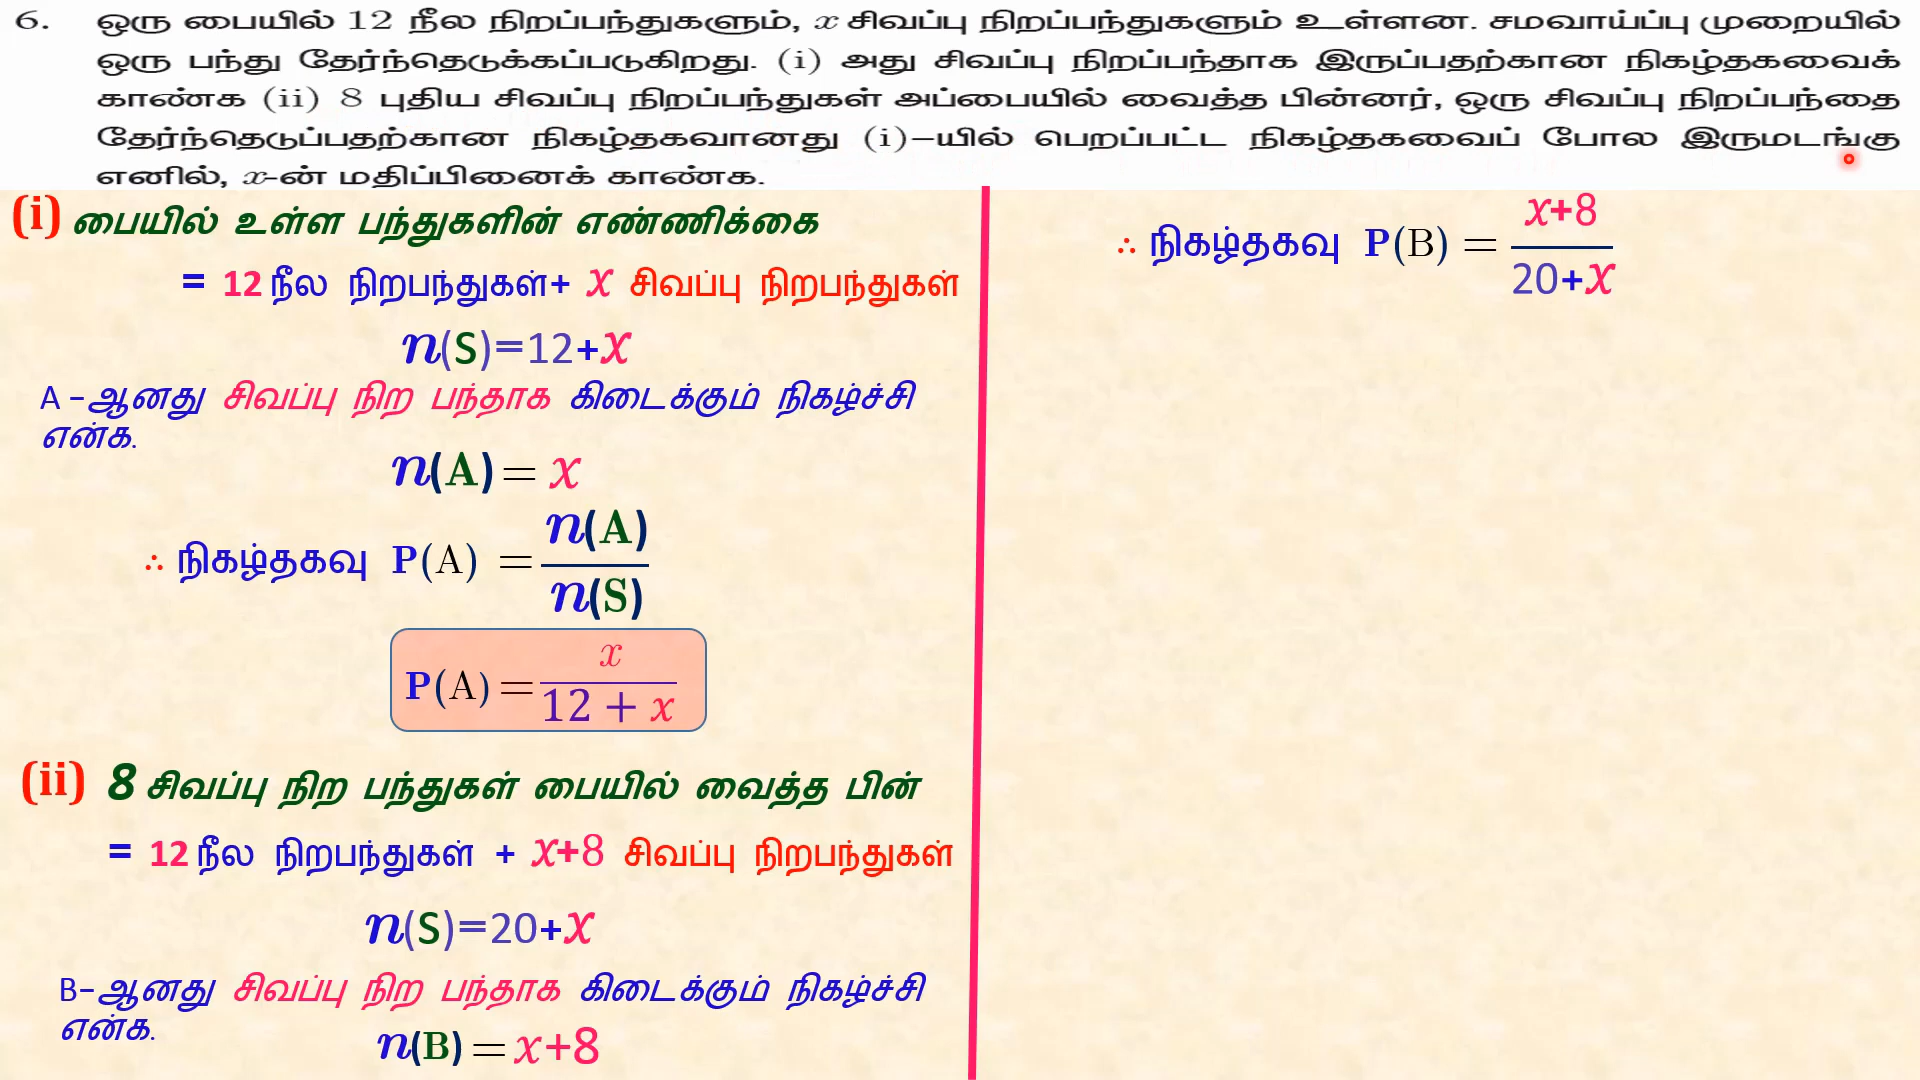 6. ஒரு பையில் 12 நீல நிறப்பந்துகளும், x சிவப்பு நிறப்பந்துகளும் உள்ளன. சமவாய்ப்பு முறையில்
ஒரு பந்து தேர்ந்தெடுக்கப்படுகிறது. (i) அது சிவப்பு நிறப்பந்தாக இருப்பதற்கான நிகழ்தகவைக்
காண்க (ii) 8 புதிய சிவப்பு நிறப்பந்துகள் அப்பையில் வைத்த பின்னர், ஒரு சிவப்பு நிறப்பந்தை
தேர்ந்தெடுப்பதற்கான நிகழ்தகவானது (i)–யில் பெறப்பட்ட நிகழ்தகவைப் போல இருமடங்கு
எனில், x-ன் மதிப்பினைக் காண்க.
(i) பையில் உள்ள பந்துகளின் எண்ணிக்கை
= 12 நீல நிறபந்துகள்+ x சிவப்பு நிறபந்துகள்
n(S)=12+x
A –ஆனது சிவப்பு நிற பந்தாக கிடைக்கும் நிகழ்ச்சி
என்க.
n(A) = x
∴ நிகழ்தகவு P(A) = n(A)/n(S)
P(A) = x/12 + x
(ii) 8 சிவப்பு நிற பந்துகள் பையில் வைத்த பின்
= 12 நீல நிறபந்துகள் + x+8 சிவப்பு நிறபந்துகள்
n(S)=20+x
B–ஆனது சிவப்பு நிற பந்தாக கிடைக்கும் நிகழ்ச்சி
என்க.
n(B) = x+8
∴ நிகழ்தகவு P(B) = x+8/20+x